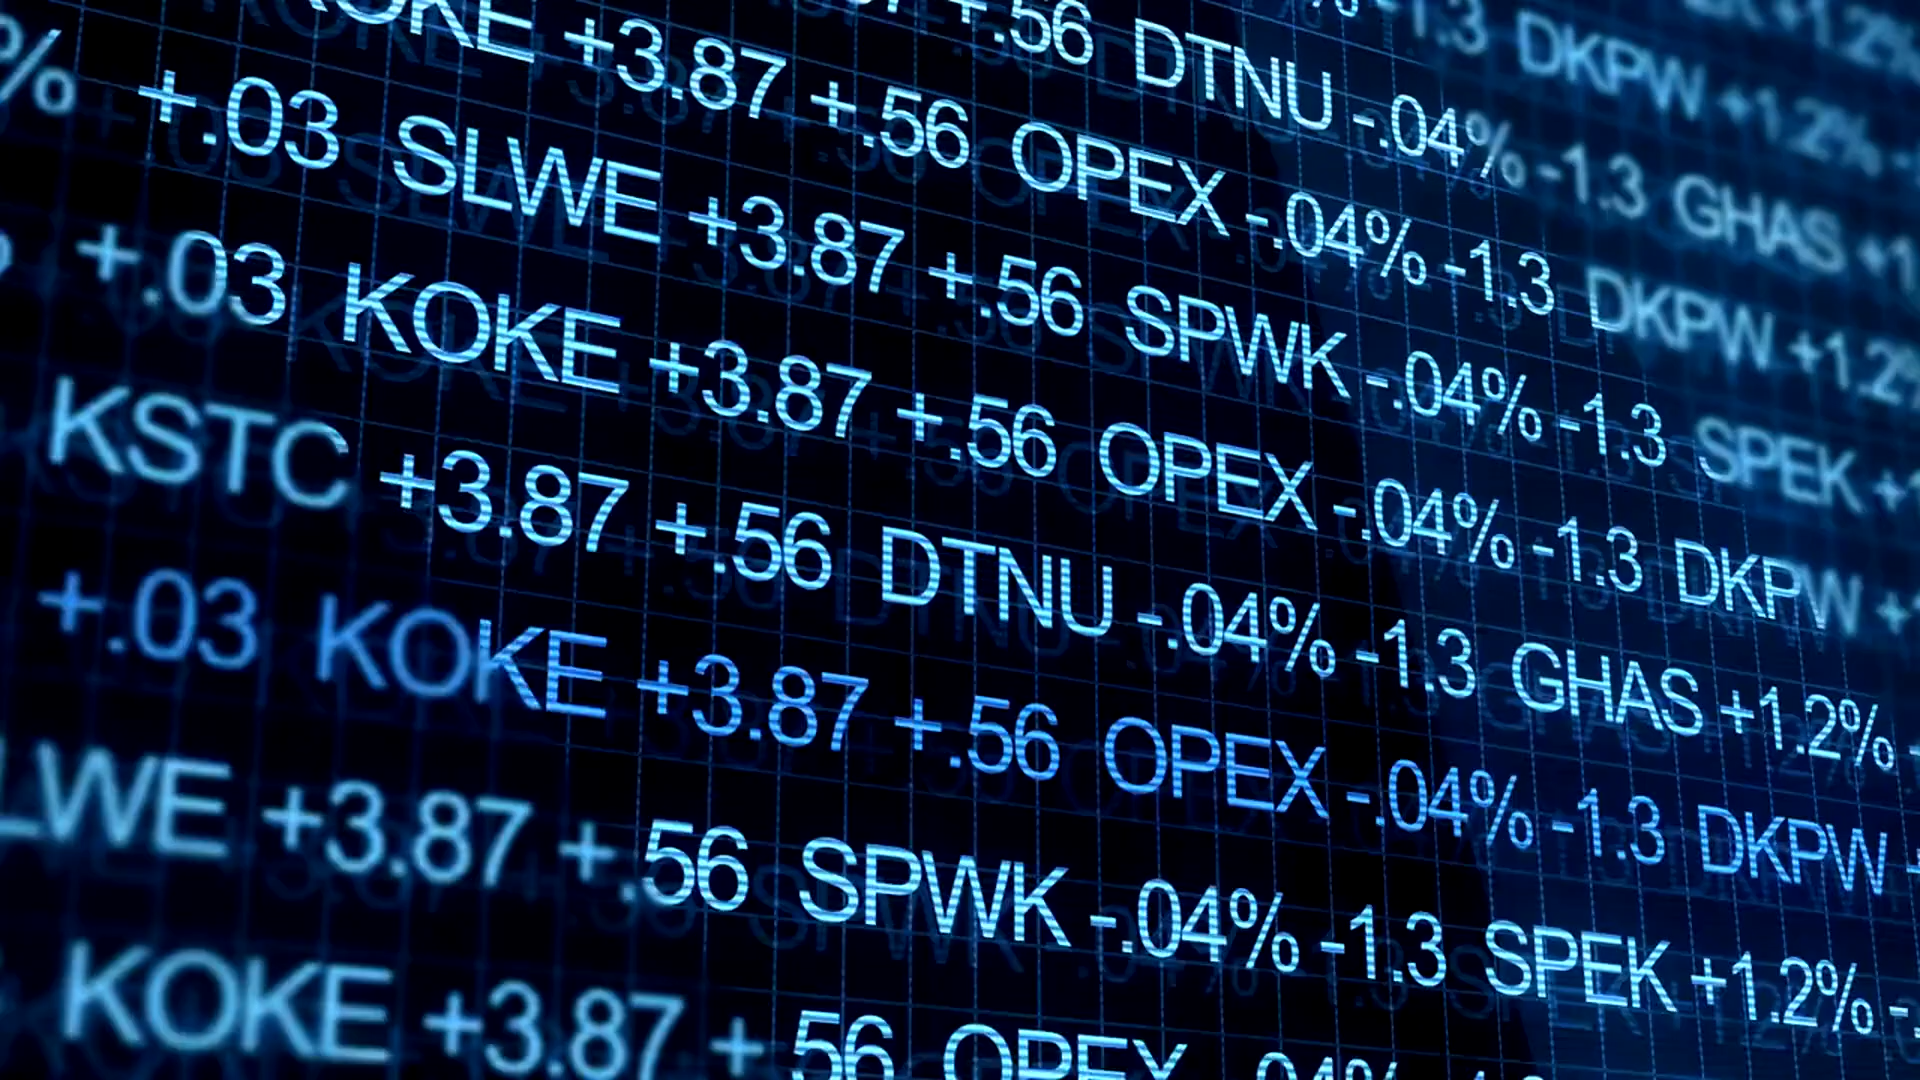 KOKE +3.87 +.56 OPEX -.04% -1.3 DKPW +1.2%
+.56 DTNU -.04% -1.3 GHAS
-1.3 DKPW +1.2%
% +.03 SLWE +3.87 +.56 SPWK -.04% -1.3 SPEK
+.03 KOKE +3.87 +.56 OPEX -.04% -1.3 DKPW
KSTC +3.87 +.56 DTNU -.04% -1.3 GHAS +1.2%
+.03 KOKE +3.87 +.56 OPEX -.04% -1.3 DKPW
LWE +3.87 +.56 SPWK -.04% -1.3 SPEK +1.2%
KOKE +3.87 +.56 OPEX -.04%